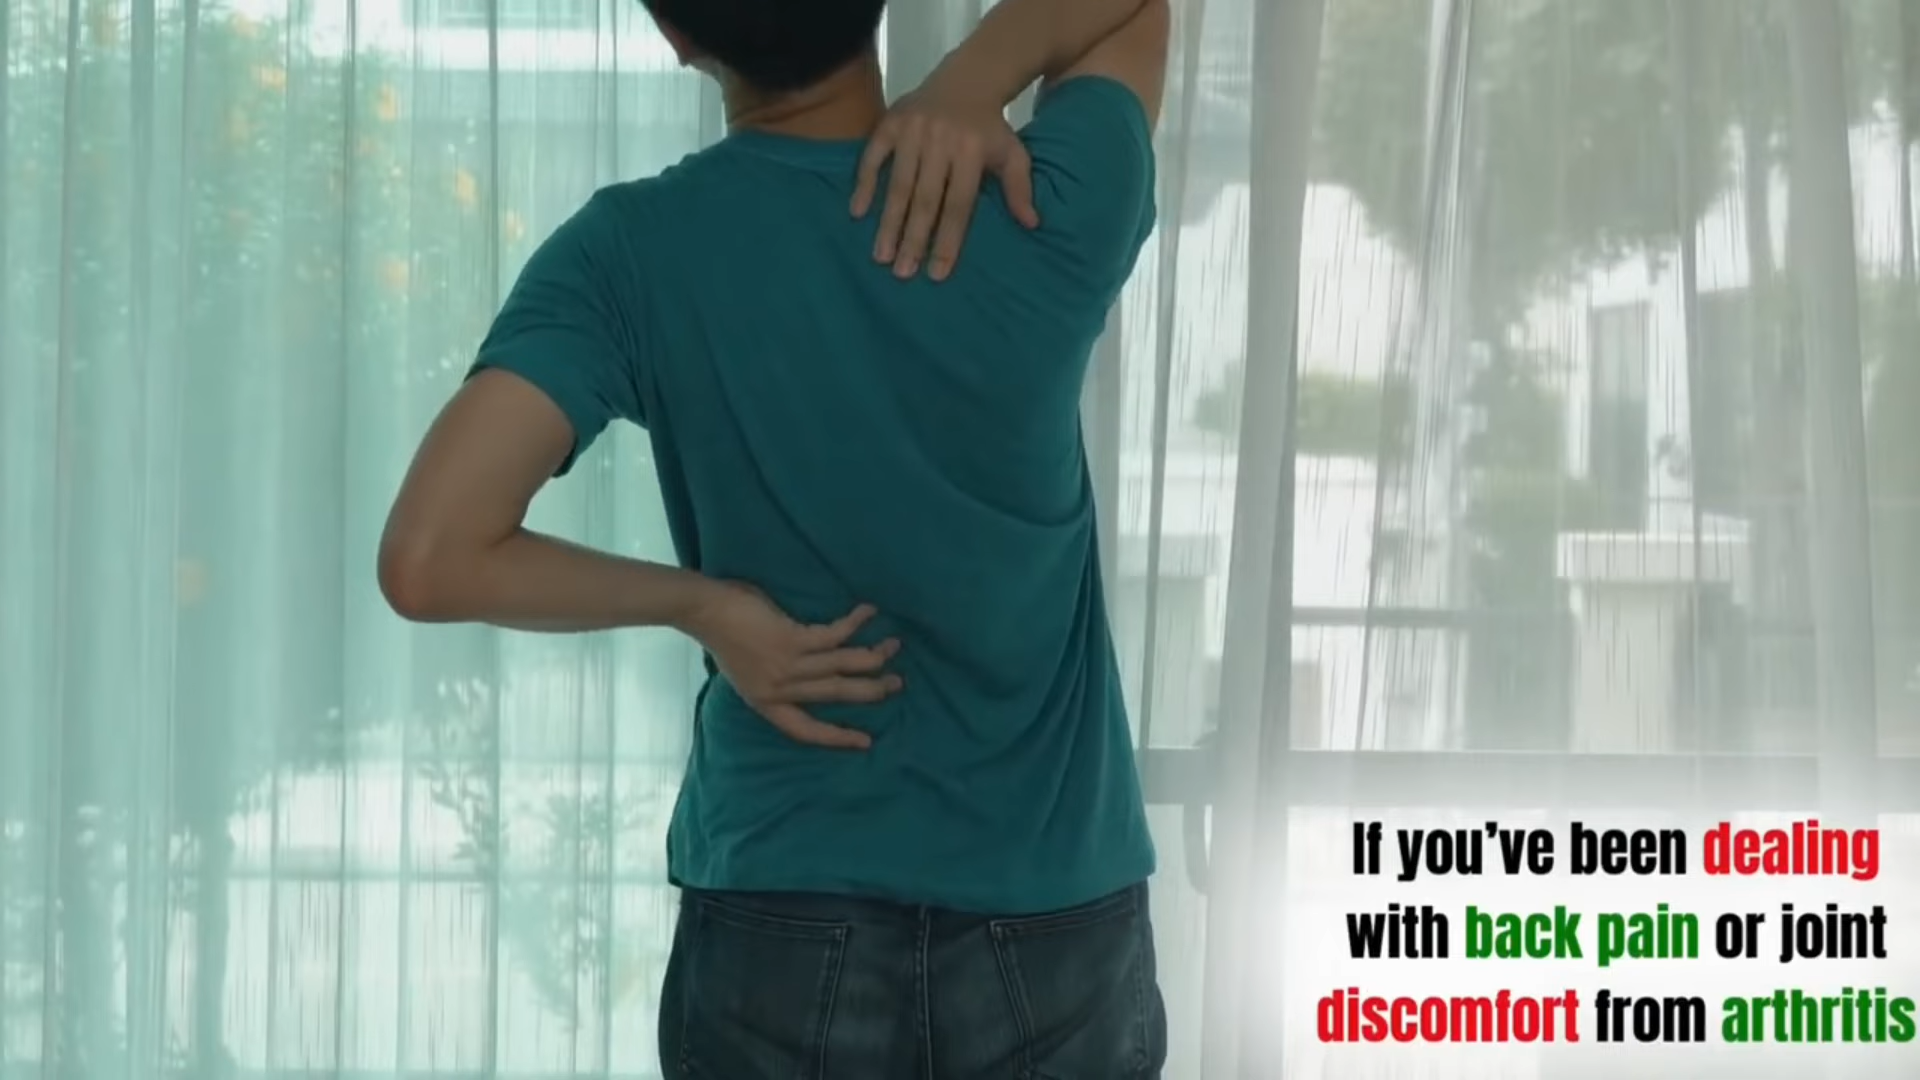 If you’ve been dealing
with back pain or joint
discomfort from arthritis